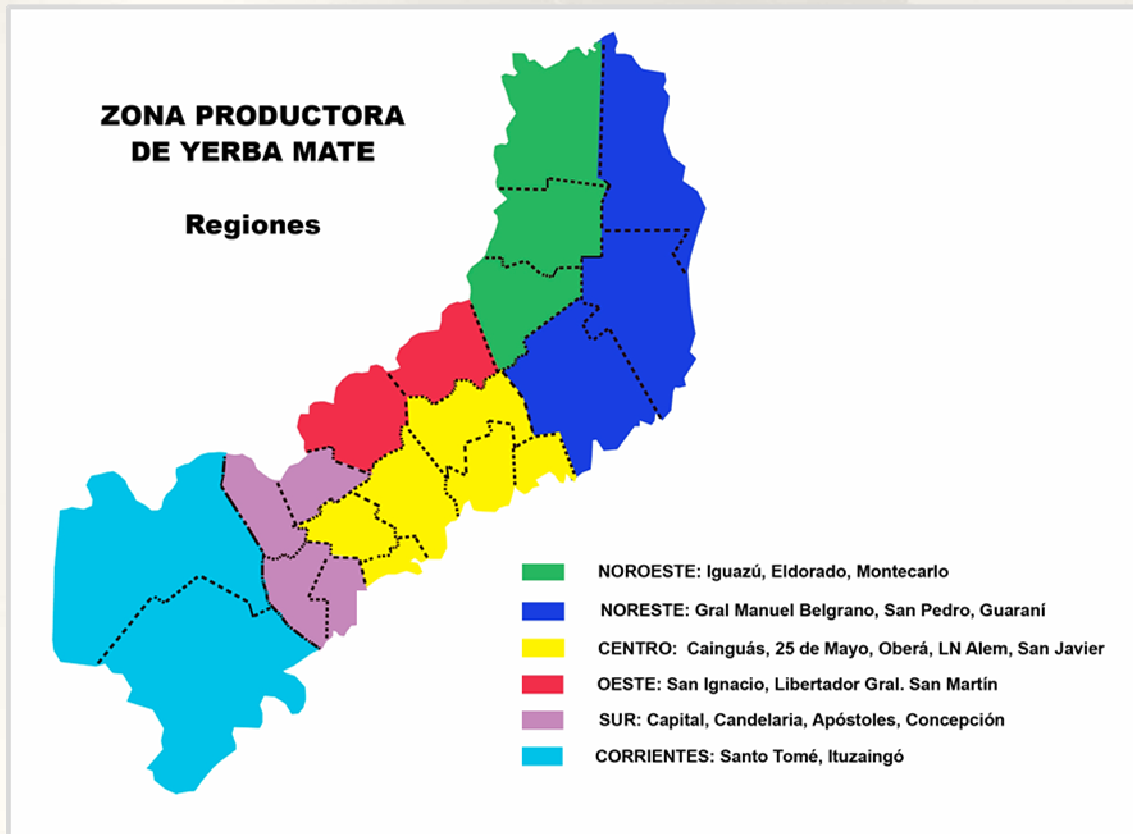 ZONA PRODUCTORA
DE YERBA MATE
Regiones
NOROESTE: Iguazú, Eldorado, Montecarlo
NORESTE: Gral Manuel Belgrano, San Pedro, Guaraní
CENTRO: Cainguás, 25 de Mayo, Oberá, LN Alem, San Javier
OESTE: San Ignacio, Libertador Gral. San Martín
SUR: Capital, Candelaria, Apóstoles, Concepción
CORRIENTES: Santo Tomé, Ituzaingó